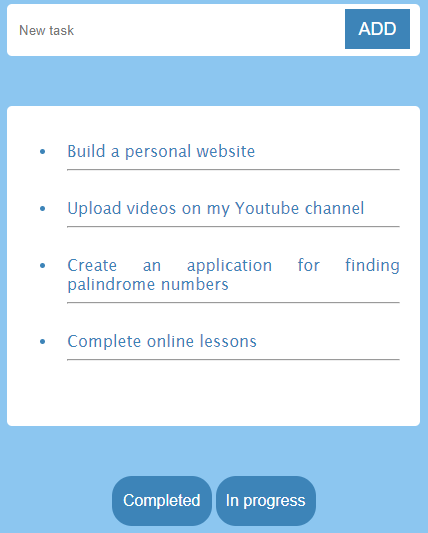 New task
ADD
Build a personal website
Upload videos on my Youtube channel
Create an application for finding
palindrome numbers
Complete online lessons
Completed
In progress